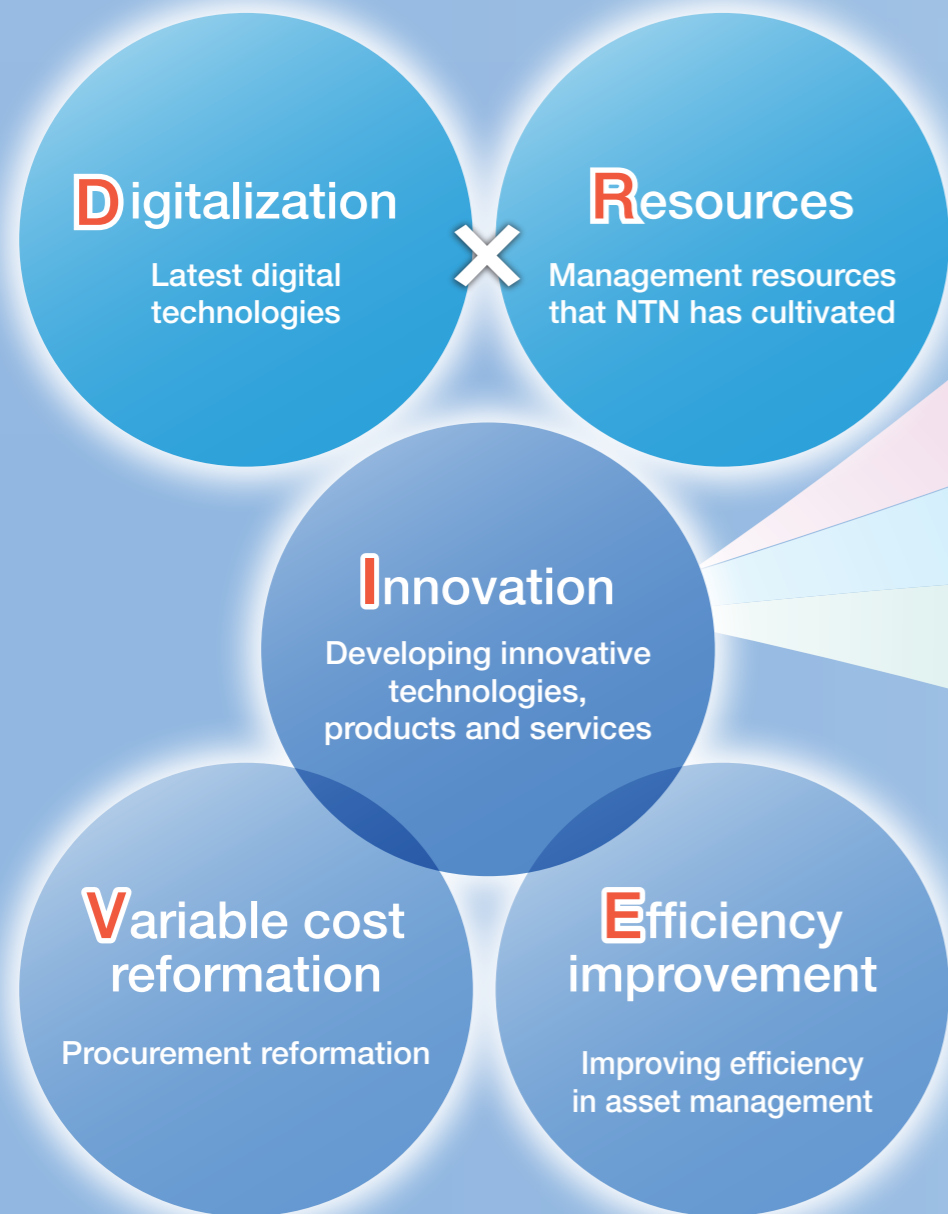 Digitalization
Latest digital
technologies
×
Resources
Management resources
that NTN has cultivated
Innovation
Developing innovative
technologies,
products and services
Variable cost
reformation
Procurement reformation
Efficiency
improvement
Improving efficiency
in asset management